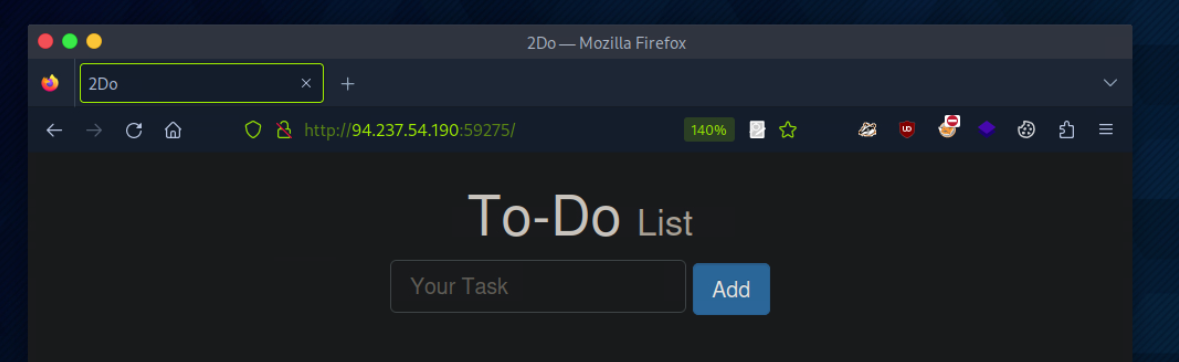 2Do — Mozilla Firefox
2Do
http://94.237.54.190:59275/ 140%
To-Do List
Your Task Add